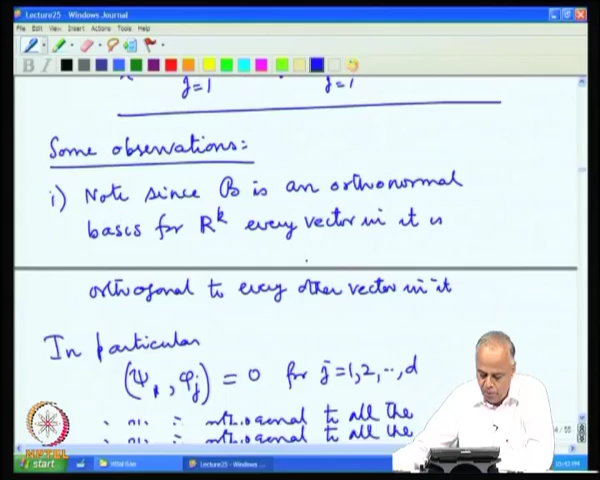 Lecture25 - Windows Journal
File Edit View Insert Actions Tools Help
j=1 j=1
Some observations:
i) Note since B is an orthonormal
basis for R^k every vector in it is
orthogonal to every other vector in it
In particular
(ψ₁, φⱼ) = 0 for j=1,2,...,d
orthogonal to all the
orthogonal to all the
NPTEL
start
Lecture25 - Windows ...